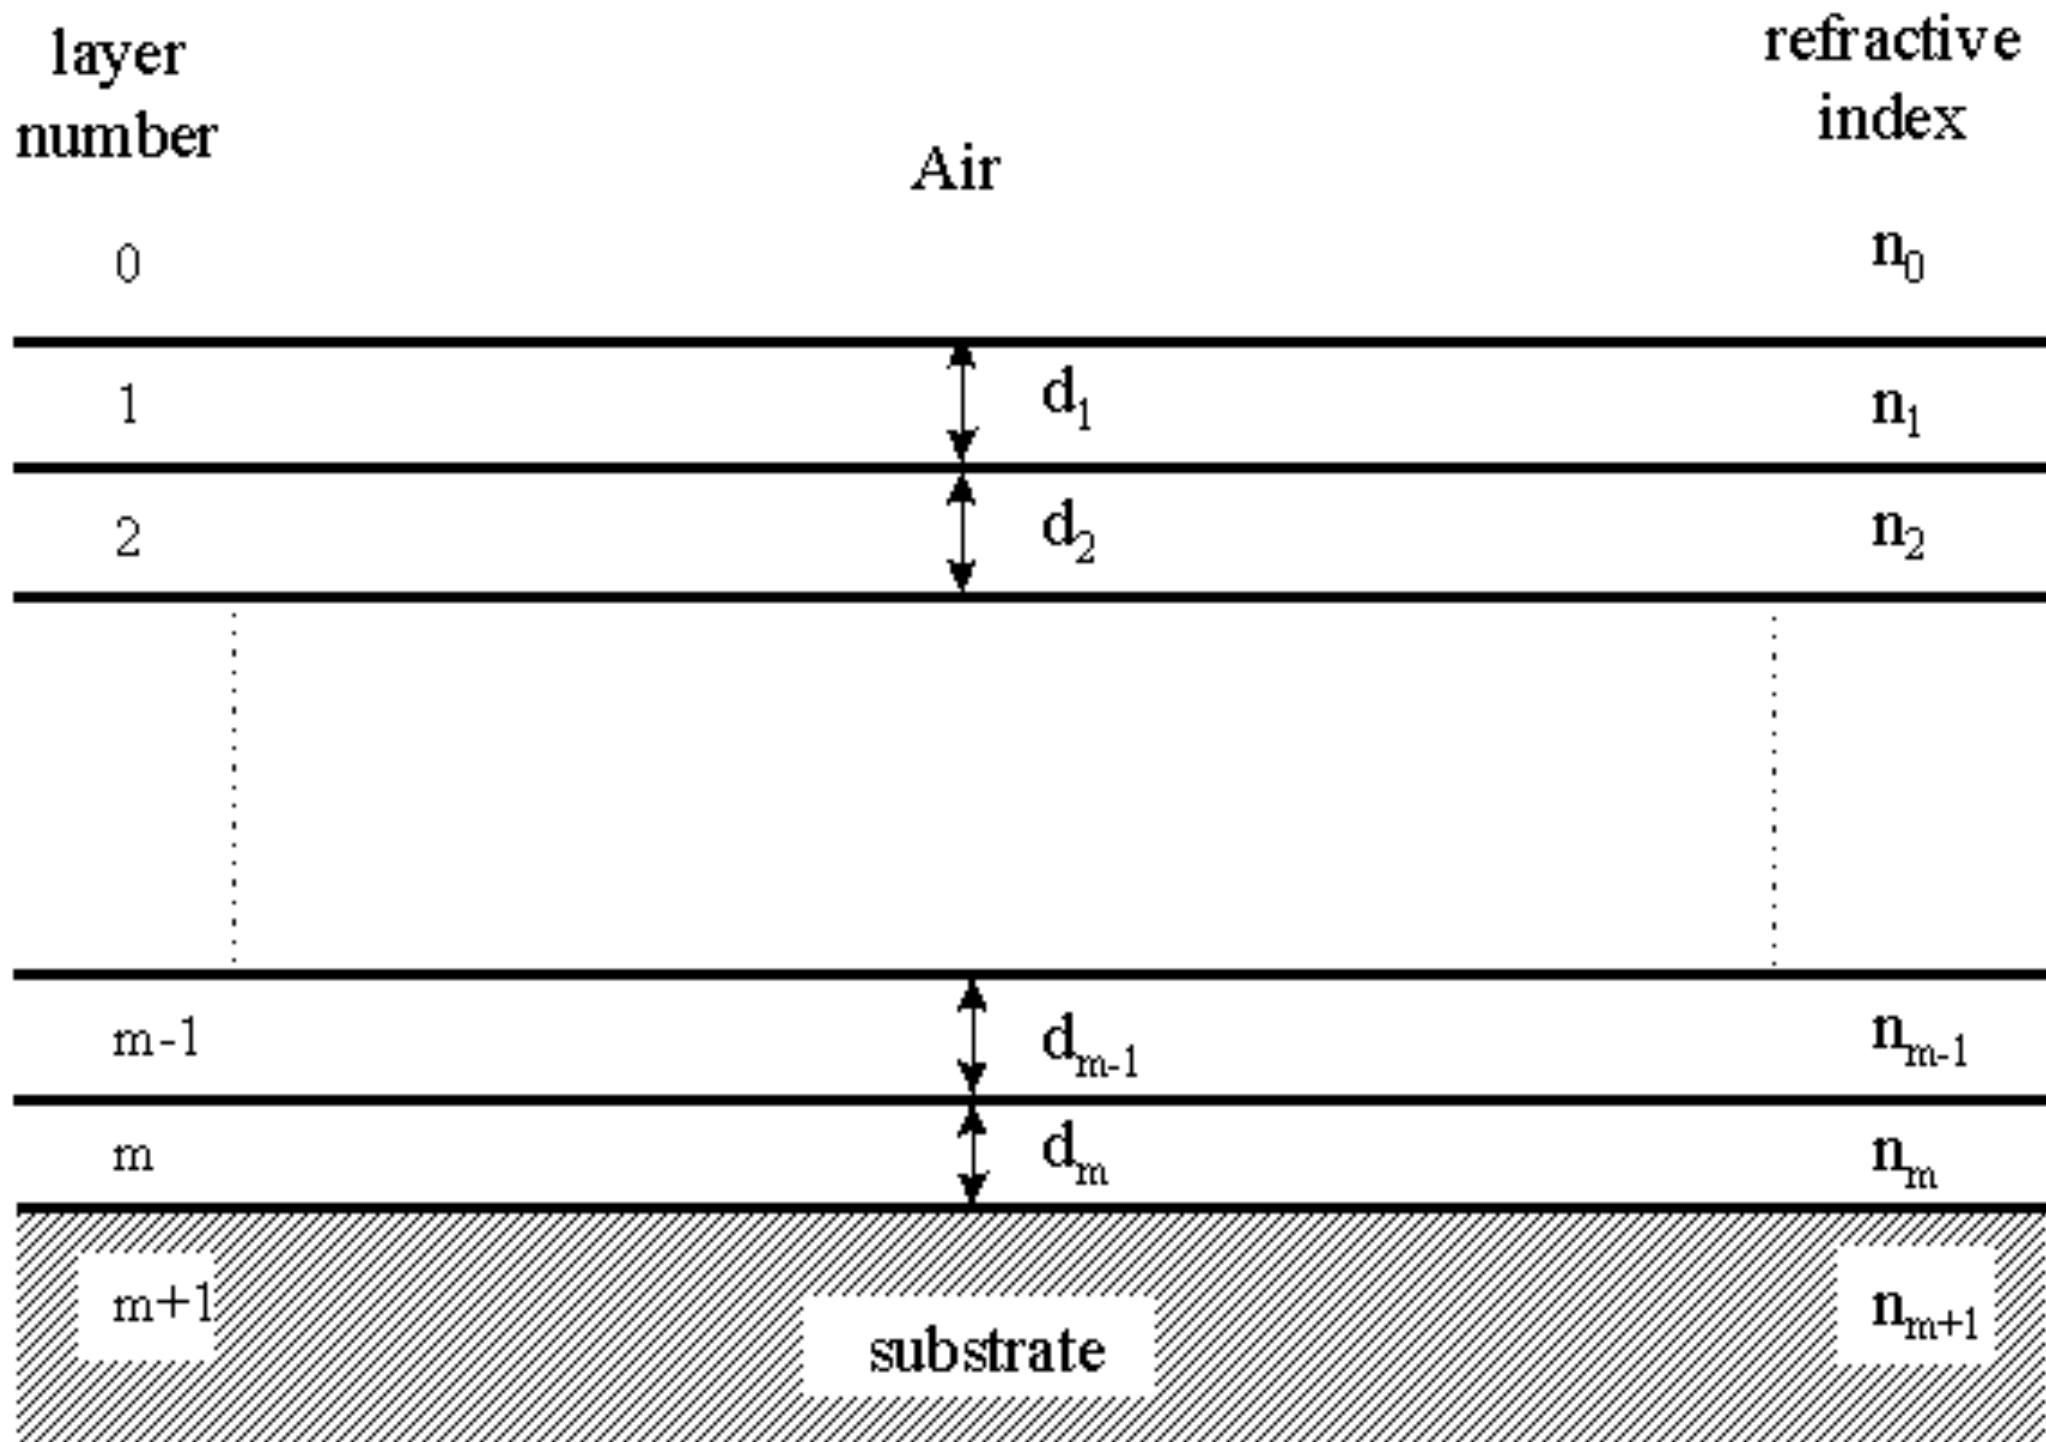 layer
number
refractive
index
Air
0
n₀
1
d₁
n₁
2
d₂
n₂
m-1
dₘ₋₁
nₘ₋₁
m
dₘ
nₘ
m+1
substrate
nₘ₊₁